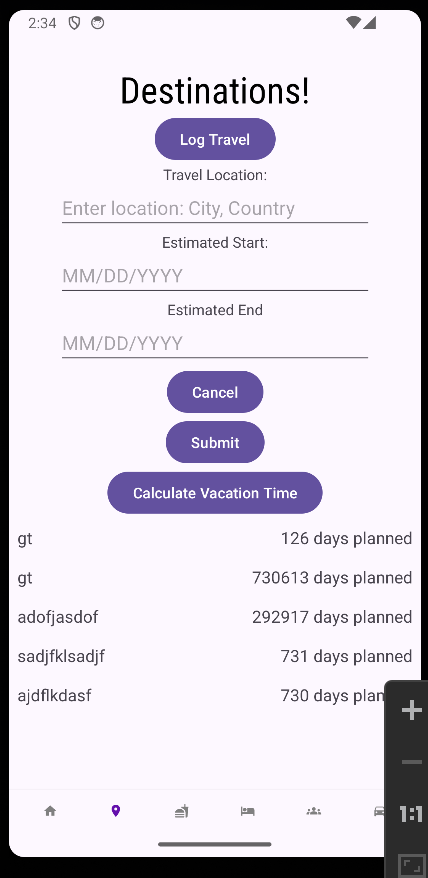 2:34
Destinations!
Log Travel
Travel Location:
Enter location: City, Country
Estimated Start:
MM/DD/YYYY
Estimated End
MM/DD/YYYY
Cancel
Submit
Calculate Vacation Time
gt 126 days planned
gt 730613 days planned
adofjasdof 292917 days planned
sadjfklsadjf 731 days planned
ajdflkdasf 730 days plan
1:1